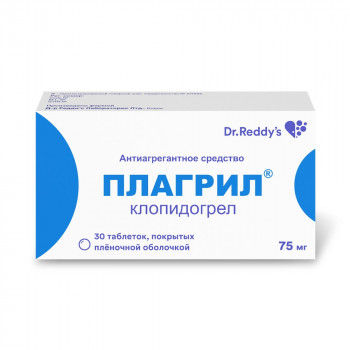 Dr.Reddy's
Антиагрегантное средство
ПЛАГРИЛ®
клопидогрел
30 таблеток, покрытых
плёночной оболочкой
75 мг